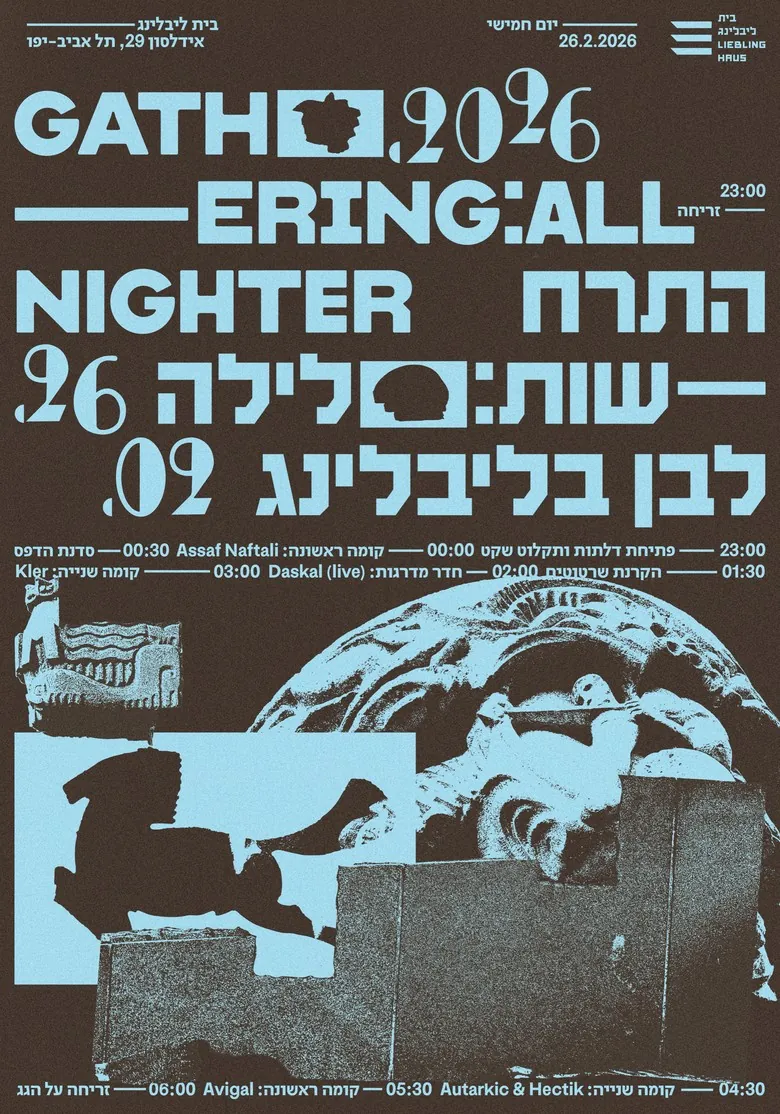 יום חמישי
26.2.2026
בית ליבלינג
אידלסון 29, תל אביב-יפו
בית
ליבלינג
LIEBLING
HAUS
GATH 2026
ERING:ALL
23:00
זריחה
NIGHTER התרח
שות: לילה 26.
לבן בליבלינג 02.
23:00 פתיחת דלתות ותקלוט שקט 00:00 קומה ראשונה: Assaf Naftali 00:30 סדנת הדפס
01:30 הקרנת שרטוטים 02:00 חדר מדרגות: Daskal (live) 03:00 קומה שנייה: Kler
04:30 קומה שנייה: Autarkic & Hectik 05:30 קומה ראשונה: Avigal 06:00 זריחה על הגג